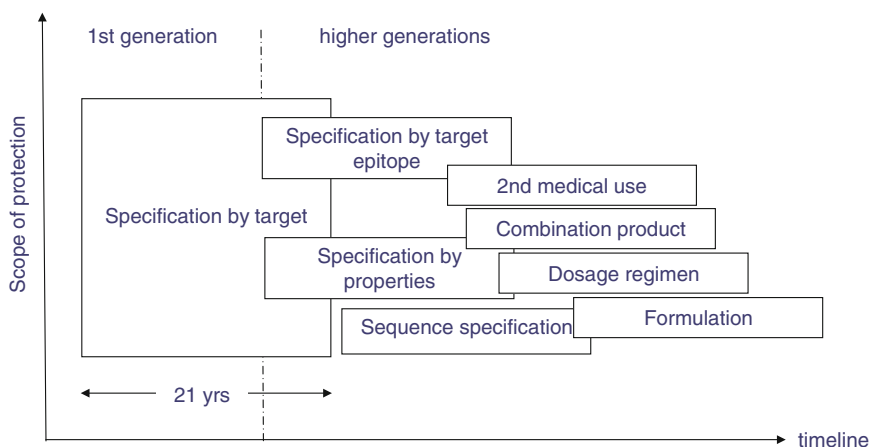 1st generation
higher generations
Specification by target
epitope
2nd medical use
Specification by target
Combination product
Specification by
properties
Dosage regimen
Sequence specification
Formulation
21 yrs
Scope of protection
timeline